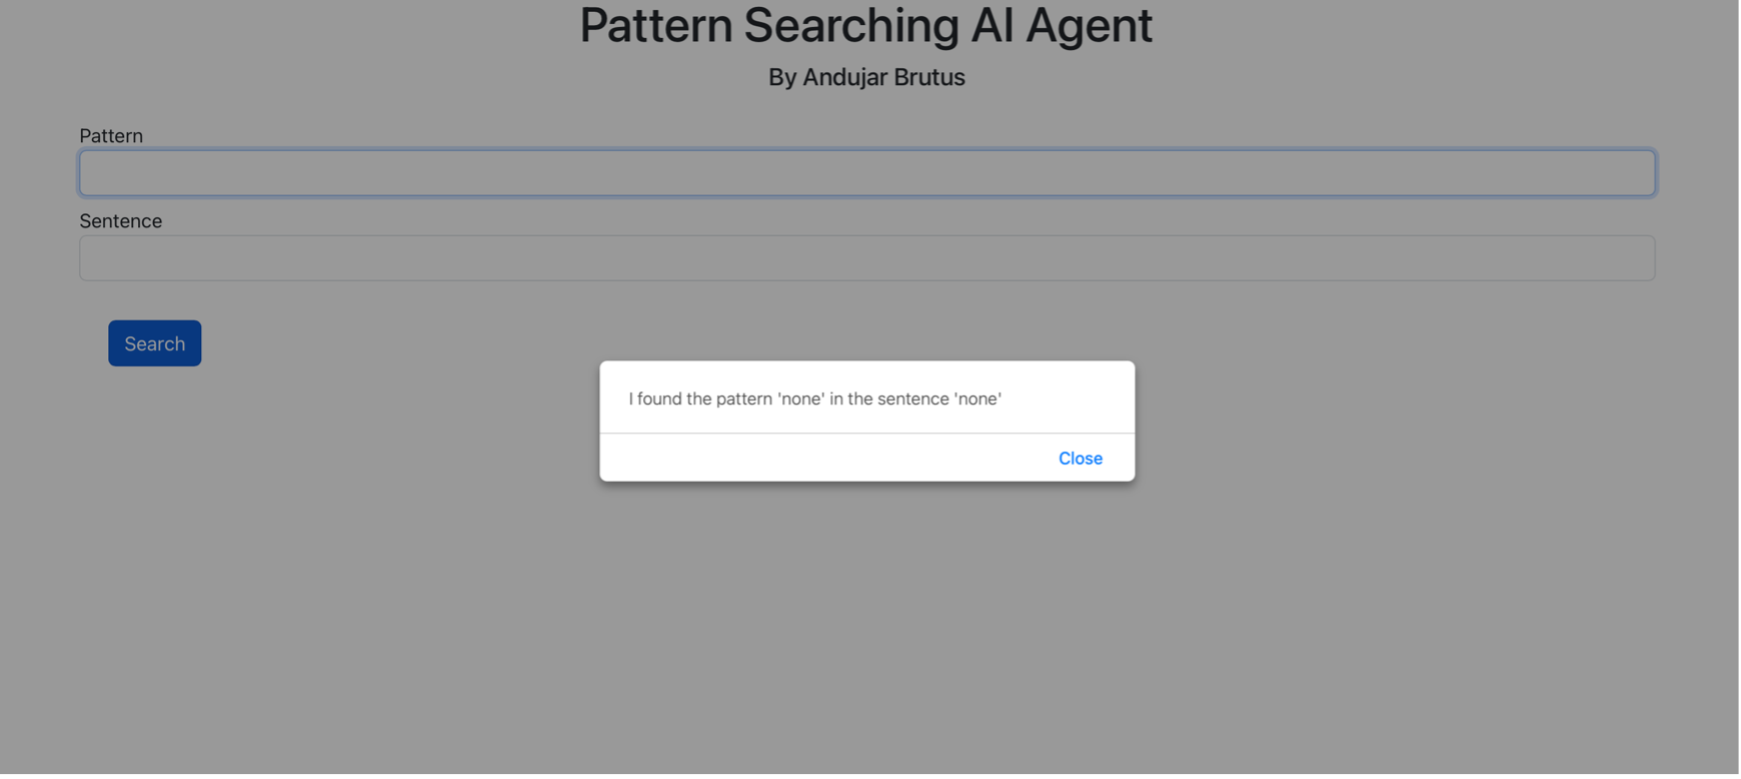 Pattern Searching AI Agent
By Andujar Brutus
Pattern
Sentence
Search
I found the pattern 'none' in the sentence 'none'
Close